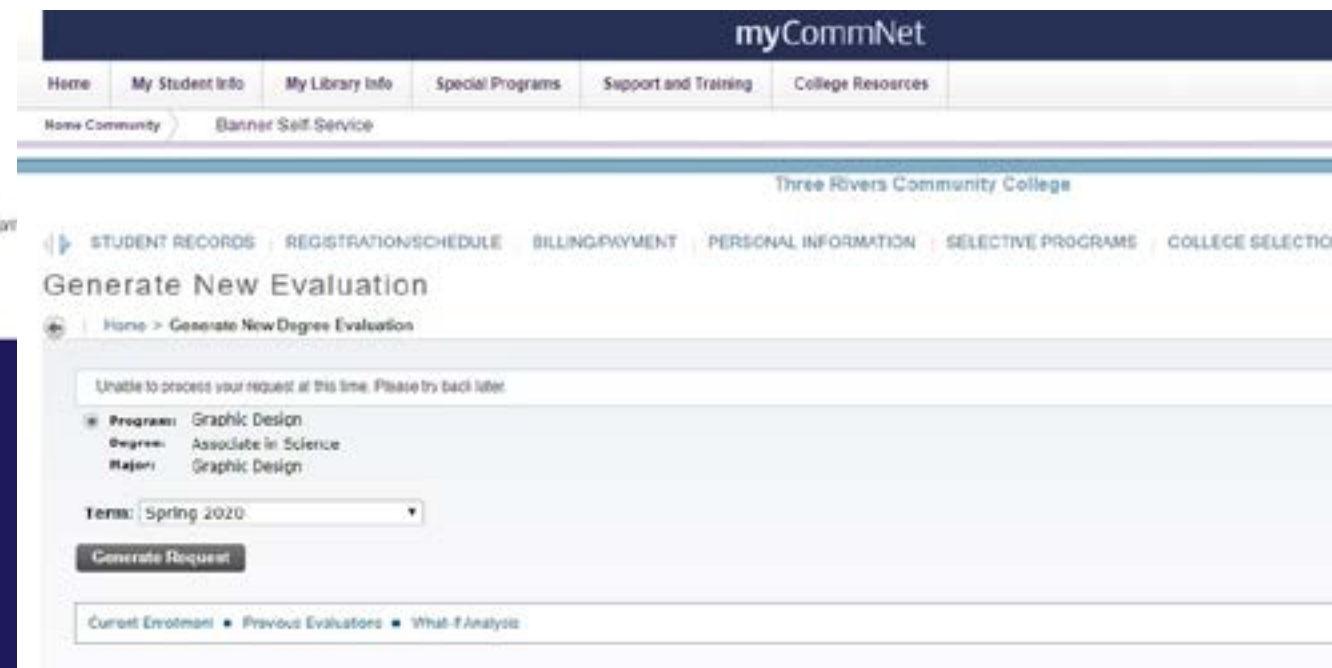 myCommNet
Home My Student Info My Library Info Special Programs Support and Training College Resources
Home Community Banner Self-Service
Three Rivers Community College
STUDENT RECORDS REGISTRATION/SCHEDULE BILLING/PAYMENT PERSONAL INFORMATION SELECTIVE PROGRAMS COLLEGE SELECTIO
Generate New Evaluation
Home > Generate New Degree Evaluation
Unable to process your request at this time. Please try back later.
Program: Graphic Design
Degree: Associate in Science
Major: Graphic Design
Term: Spring 2020
Generate Request
Current Enrollment ▪ Previous Evaluations ▪ What-if Analysis